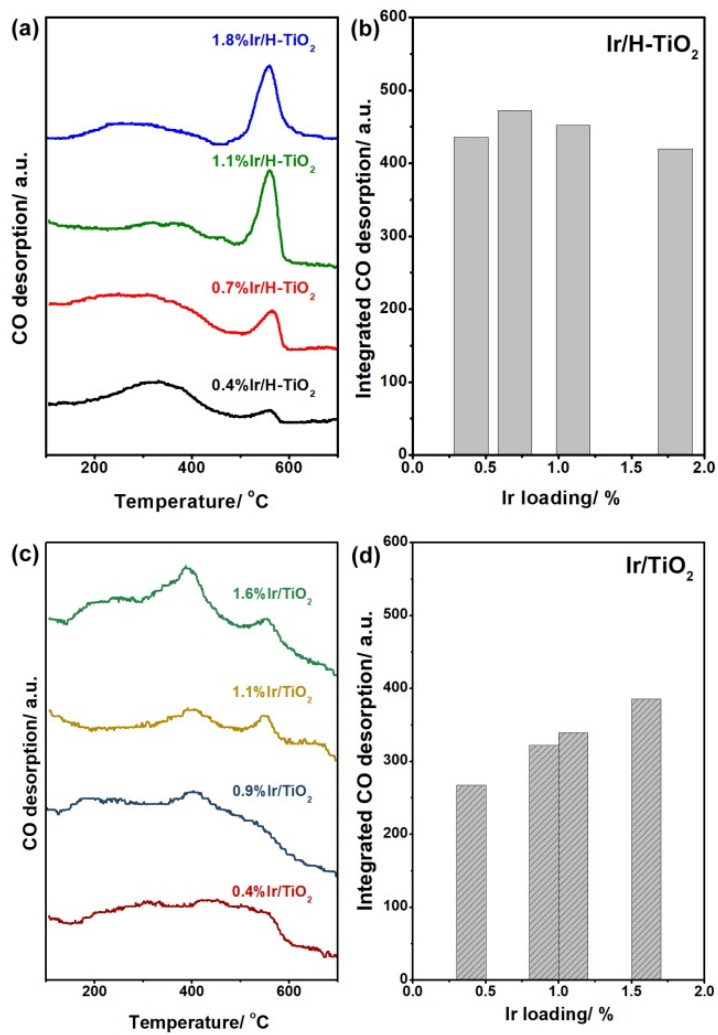 (a)
1.8%Ir/H-TiO2
1.1%Ir/H-TiO2
0.7%Ir/H-TiO2
0.4%Ir/H-TiO2
CO desorption/ a.u.
200 400 600
Temperature/ °C
(b)
Ir/H-TiO2
600
500
400
300
200
100
0
Integrated CO desorption/ a.u.
0.0 0.5 1.0 1.5 2.0
Ir loading/ %
(c)
1.6%Ir/TiO2
1.1%Ir/TiO2
0.9%Ir/TiO2
0.4%Ir/TiO2
CO desorption/ a.u.
200 400 600
Temperature/ °C
(d)
Ir/TiO2
600
500
400
300
200
100
0
Integrated CO desorption/ a.u.
0.0 0.5 1.0 1.5 2.0
Ir loading/ %